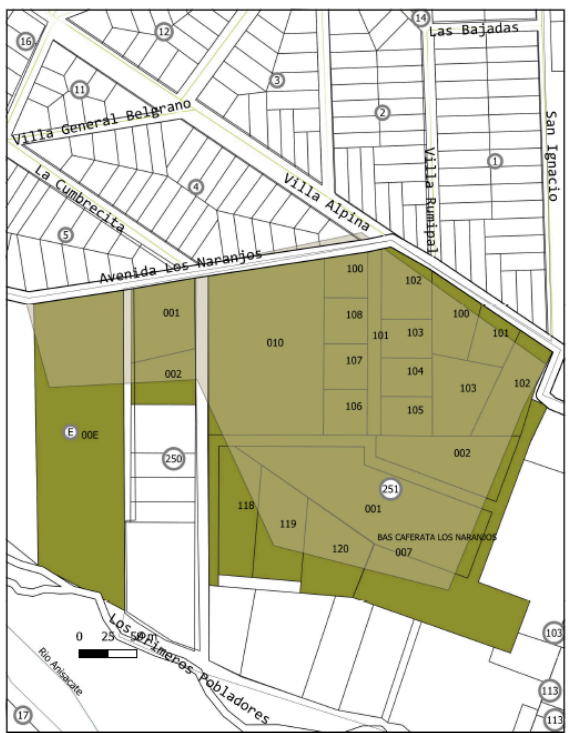 14
Las Bajadas
12
16
3
11
2
Villa General Belgrano
San Ignacio
1
Villa Rumipal
4
Villa Alpina
La Cumbrecita
5
Avenida Los Naranjos
100
102
001
108
100
101
103
101
010
107
002
104
102
103
106
105
E
00E
002
250
251
118
001
119
BAS CAFERATA LOS NARANJOS
120
007
Los Primeros Pobladores
103
0 25 50 m
Río Anisacate
113
17
113